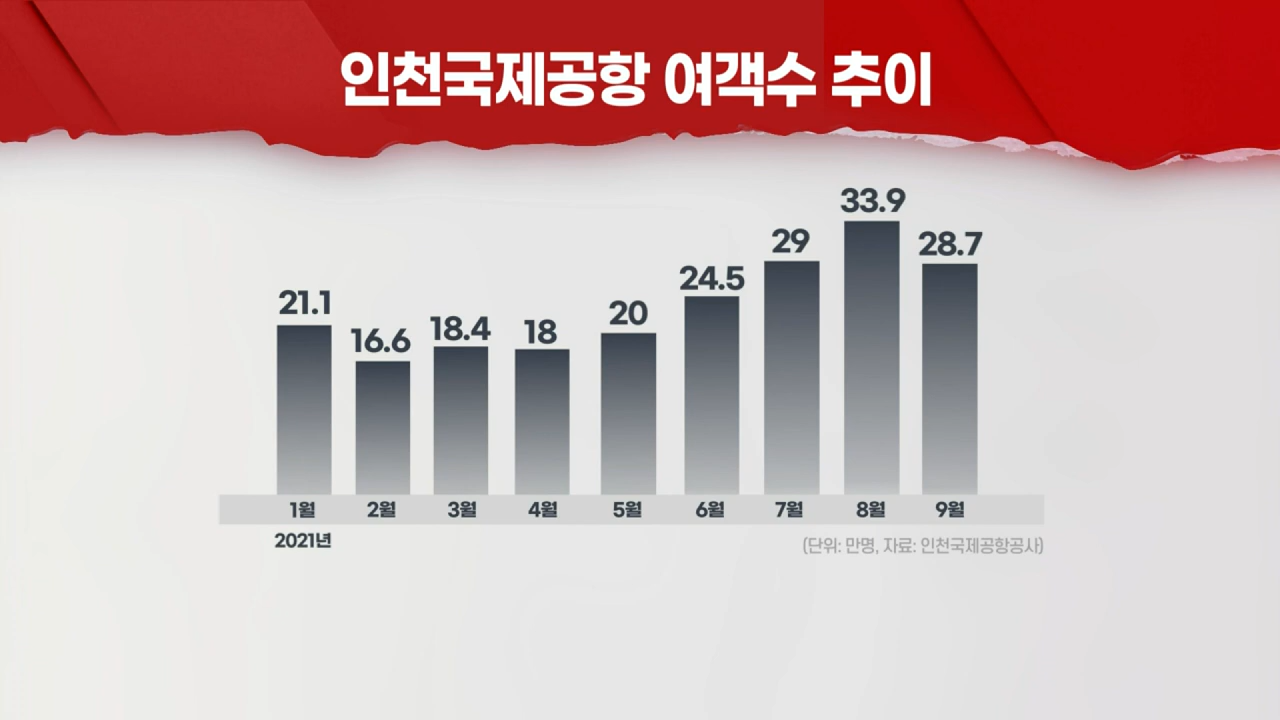 인천국제공항 여객수 추이
21.1 16.6 18.4 18 20 24.5 29 33.9 28.7
1월 2월 3월 4월 5월 6월 7월 8월 9월
2021년
(단위: 만명, 자료: 인천국제공항공사)